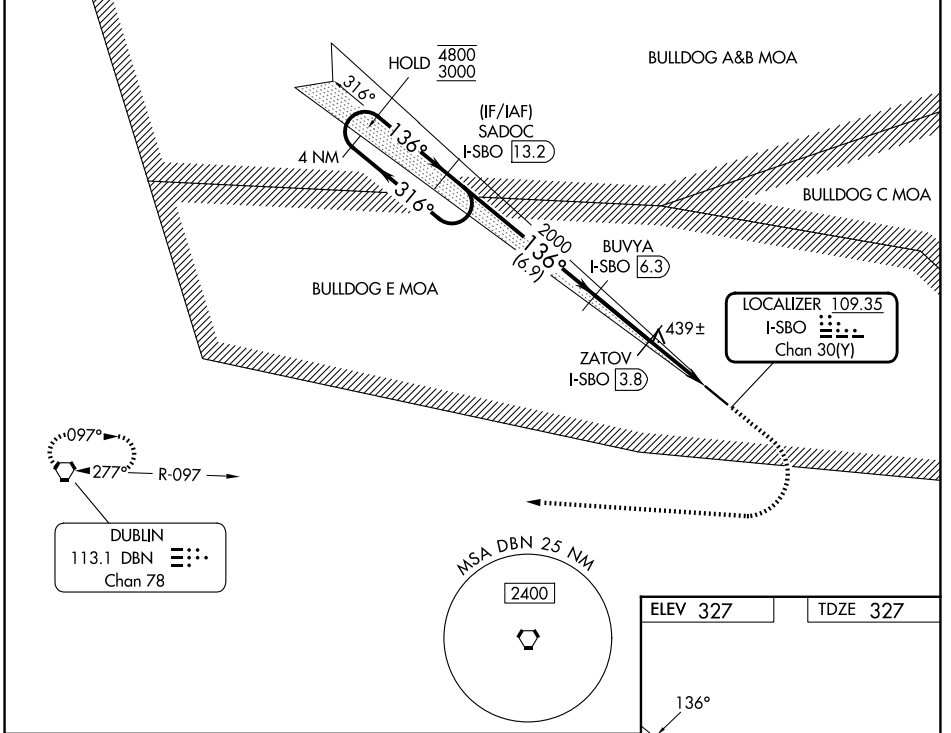 BULLDOG A&B MOA
HOLD 4800
3000
316°
(IF/IAF)
SADOC
I-SBO 13.2
136°
4 NM
316°
BULLDOG C MOA
2000
136°
(6.9)
BUVYA
I-SBO 6.3
BULLDOG E MOA
LOCALIZER 109.35
I-SBO
Chan 30(Y)
439±
ZATOV
I-SBO 3.8
097°
277° R-097
DUBLIN
113.1 DBN
Chan 78
MSA DBN 25 NM
2400
ELEV 327
TDZE 327
136°